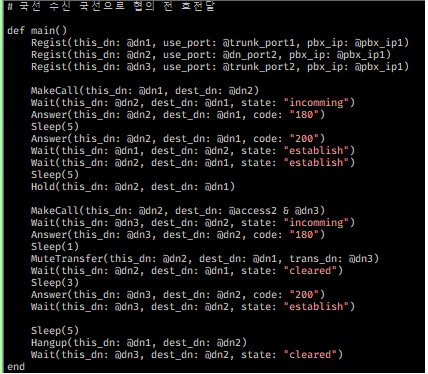 # 국선 수신 국선으로 협의 전 호전달
def main()
Regist(this_dn: @dn1, use_port: @trunk_port1, pbx_ip: @pbx_ip1)
Regist(this_dn: @dn2, use_port: @dn_port2, pbx_ip: @pbx_ip1)
Regist(this_dn: @dn3, use_port: @trunk_port2, pbx_ip: @pbx_ip1)
MakeCall(this_dn: @dn1, dest_dn: @dn2)
Wait(this_dn: @dn2, dest_dn: @dn1, state: "incomming")
Answer(this_dn: @dn2, dest_dn: @dn1, code: "180")
Sleep(5)
Answer(this_dn: @dn2, dest_dn: @dn1, code: "200")
Wait(this_dn: @dn1, dest_dn: @dn2, state: "establish")
Wait(this_dn: @dn2, dest_dn: @dn1, state: "establish")
Sleep(5)
Hold(this_dn: @dn2, dest_dn: @dn1)
MakeCall(this_dn: @dn2, dest_dn: @access2 & @dn3)
Wait(this_dn: @dn3, dest_dn: @dn2, state: "incomming")
Answer(this_dn: @dn3, dest_dn: @dn2, code: "180")
Sleep(1)
MuteTransfer(this_dn: @dn2, dest_dn: @dn1, trans_dn: @dn3)
Wait(this_dn: @dn2, dest_dn: @dn1, state: "cleared")
Sleep(3)
Answer(this_dn: @dn3, dest_dn: @dn2, code: "200")
Wait(this_dn: @dn3, dest_dn: @dn2, state: "establish")
Sleep(5)
Hangup(this_dn: @dn1, dest_dn: @dn2)
Wait(this_dn: @dn3, dest_dn: @dn2, state: "cleared")
end